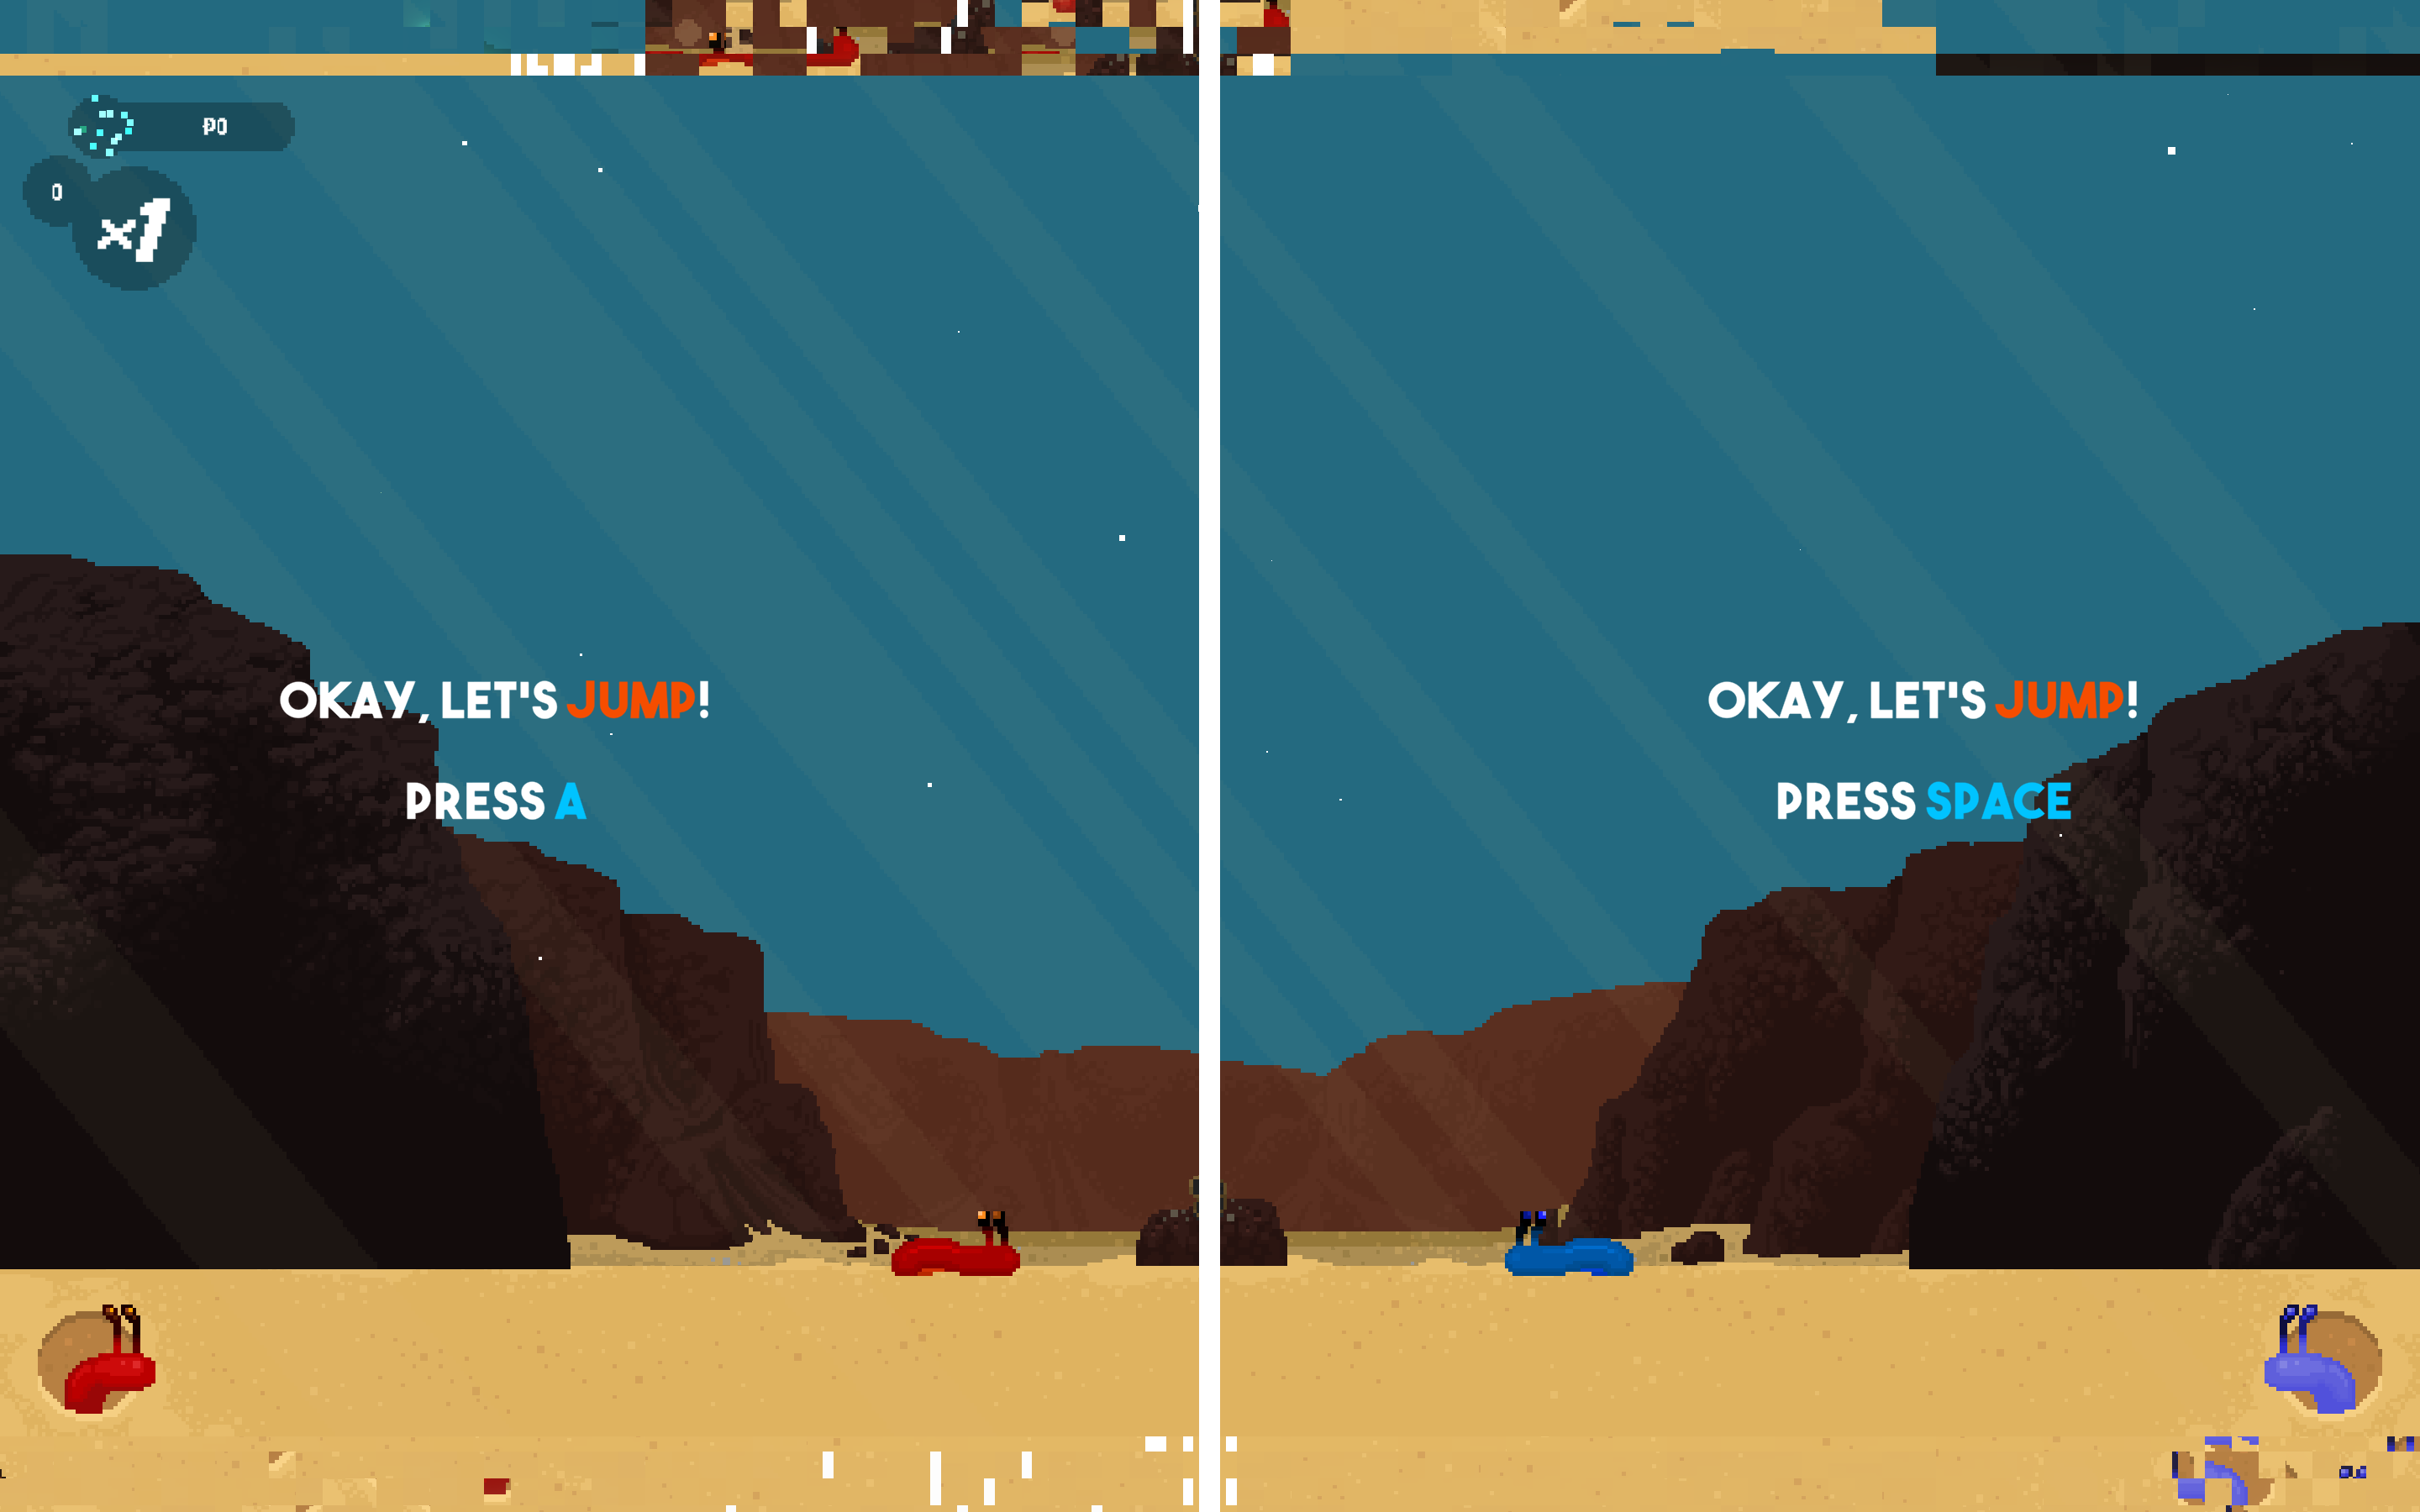 ₽0
0
x1
OKAY, LET'S JUMP!
PRESS A
OKAY, LET'S JUMP!
PRESS SPACE